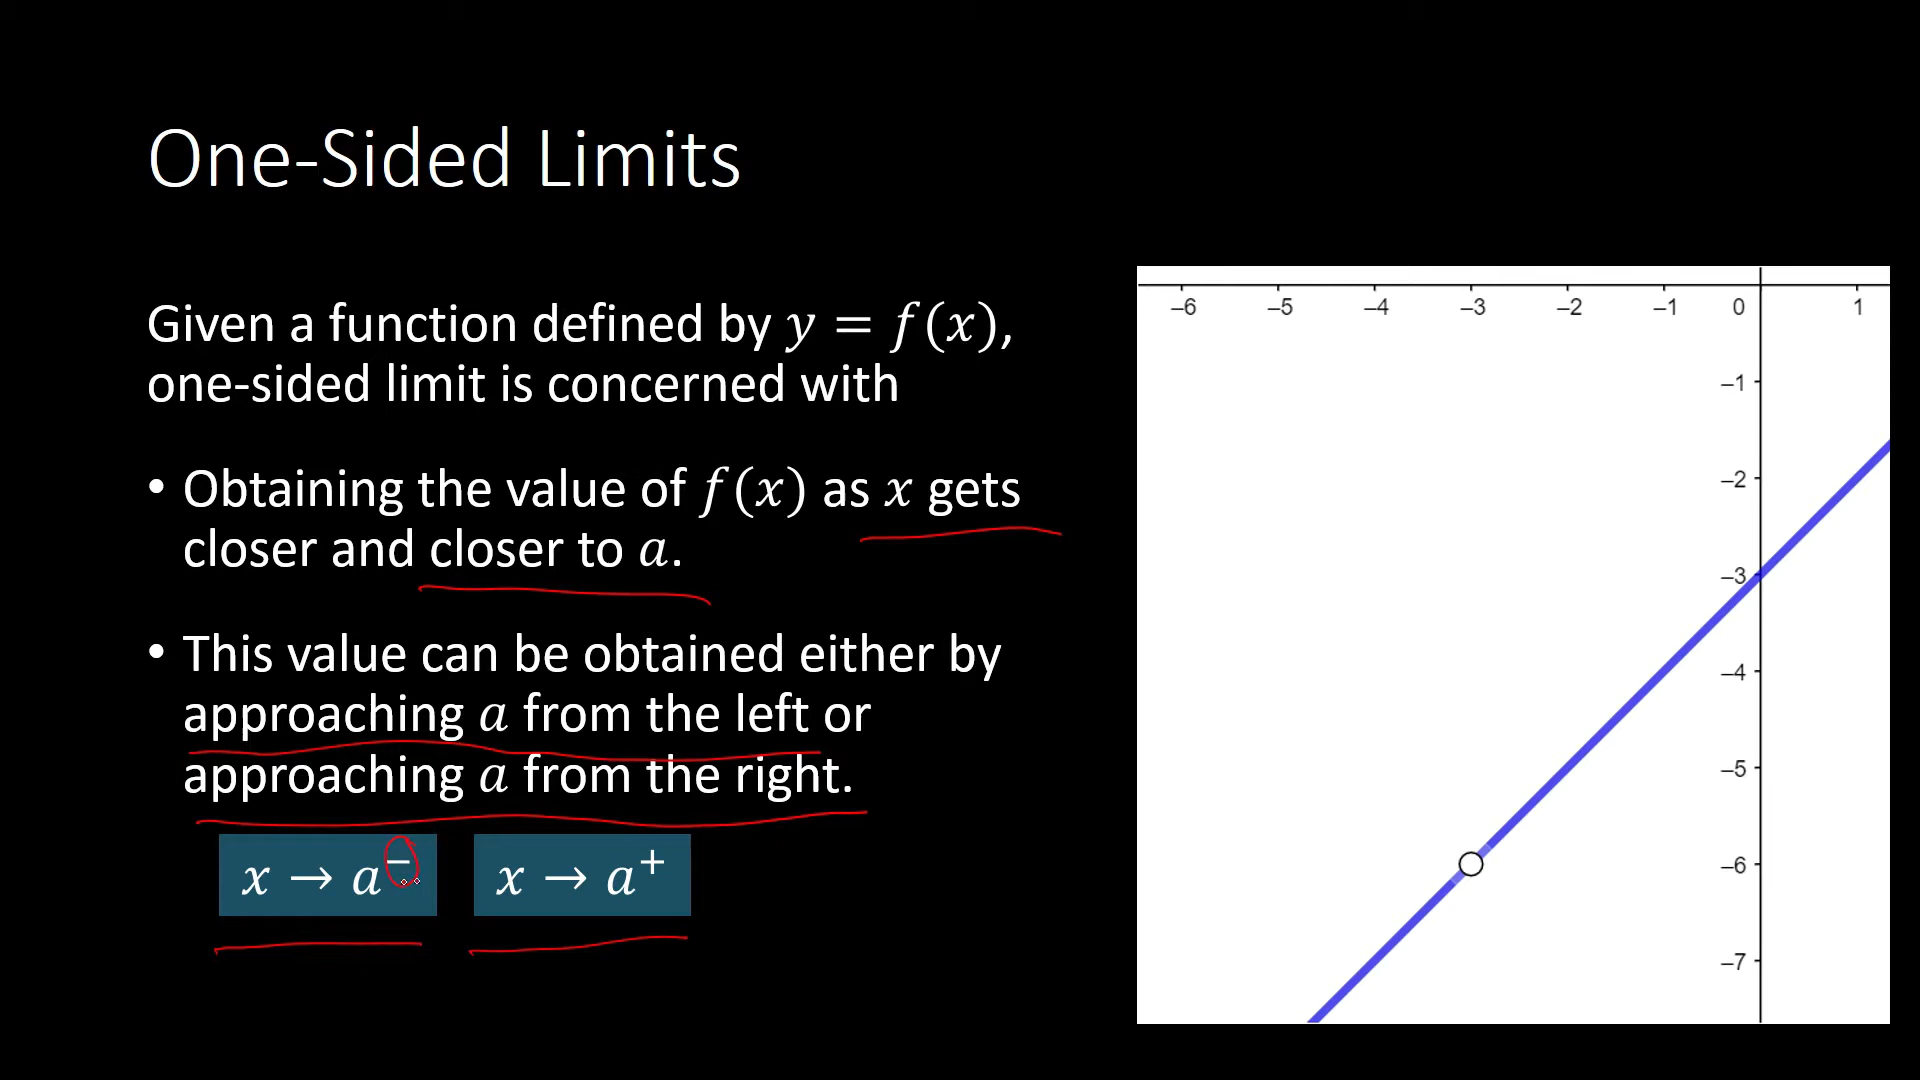 One-Sided Limits
Given a function defined by y = f(x),
one-sided limit is concerned with
• Obtaining the value of f(x) as x gets
closer and closer to a.
• This value can be obtained either by
approaching a from the left or
approaching a from the right.
x → a⁻
x → a⁺
–6 –5 –4 –3 –2 –1 0 1
–1
–2
–3
–4
–5
–6
–7